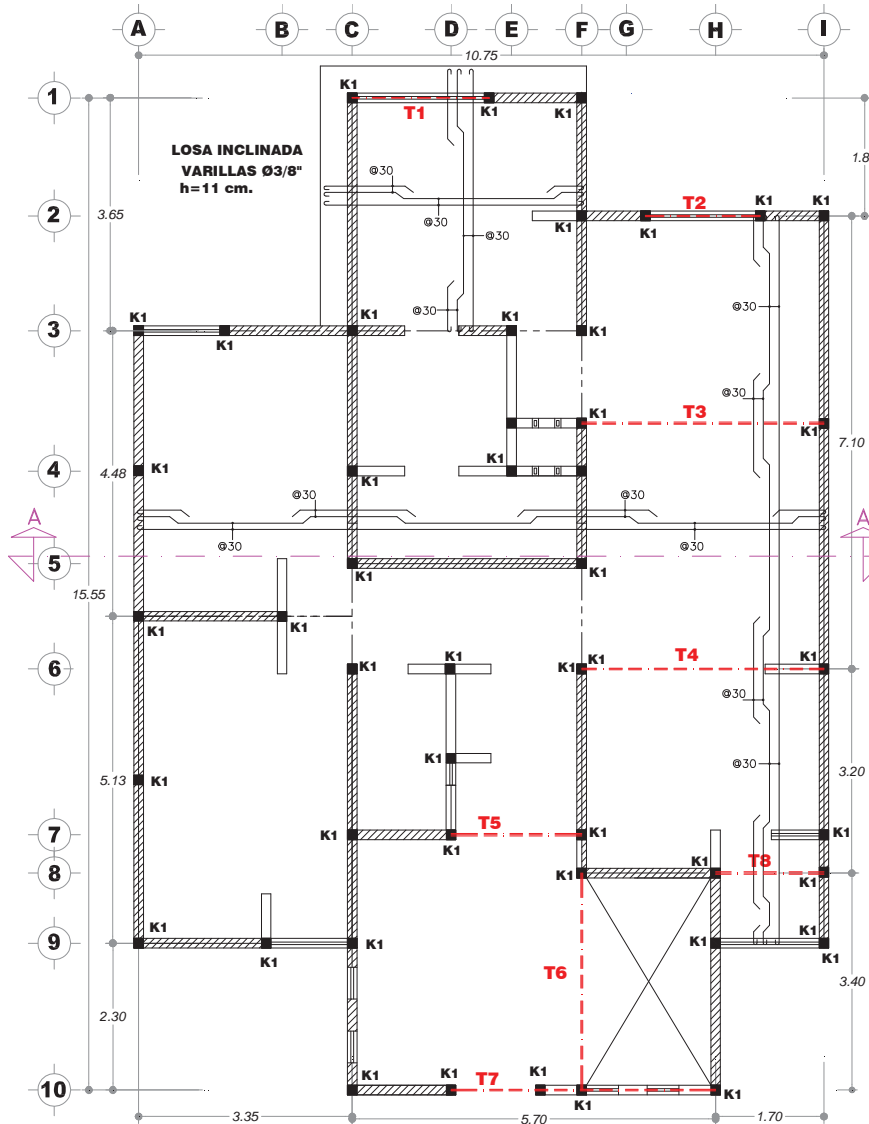 A B C D E F G H I
10.75
1
K1
K1
K1
T1
LOSA INCLINADA
VARILLAS Ø3/8"
h=11 cm.
1.8
@30
3.65
2
@30
K1
K1
T2
K1
K1
@30
@30
@30
3
K1
K1
K1
K1
K1
@30
K1
T3
K1
7.10
4
4.48
K1
K1
K1
@30
@30
A
A
@30
@30
5
K1
K1
15.55
K1
K1
6
K1
K1
K1
K1
T4
K1
@30
5.13
K1
K1
@30
3.20
7
K1
T5
K1
K1
K1
8
K1
T8
K1
K1
9
K1
K1
K1
K1
K1
K1
T6
2.30
3.40
10
K1
K1
T7
K1
K1
K1
3.35
5.70
1.70